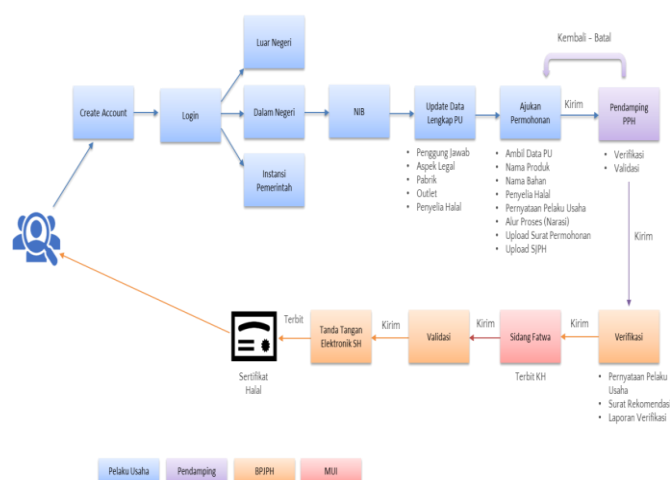 Luar Negeri
Kembali – Batal
Create Account
Login
Dalam Negeri
NIB
Update Data
Lengkap PU
Ajukan
Permohonan
Kirim
Pendamping
PPH
• Penggung Jawab
• Aspek Legal
• Pabrik
• Outlet
• Penyelia Halal
• Ambil Data PU
• Nama Produk
• Nama Bahan
• Penyelia Halal
• Pernyataan Pelaku Usaha
• Alur Proses (Narasi)
• Upload Surat Permohonan
• Upload SJPH
• Verifikasi
• Validasi
Instansi
Pemerintah
Kirim
Terbit
Tanda Tangan
Elektronik SH
Kirim
Validasi
Kirim
Sidang Fatwa
Kirim
Verifikasi
Sertifikat
Halal
Terbit KH
• Pernyataan Pelaku
Usaha
• Surat Rekomendasi
• Laporan Verifikasi
Pelaku Usaha
Pendamping
BPJPH
MUI